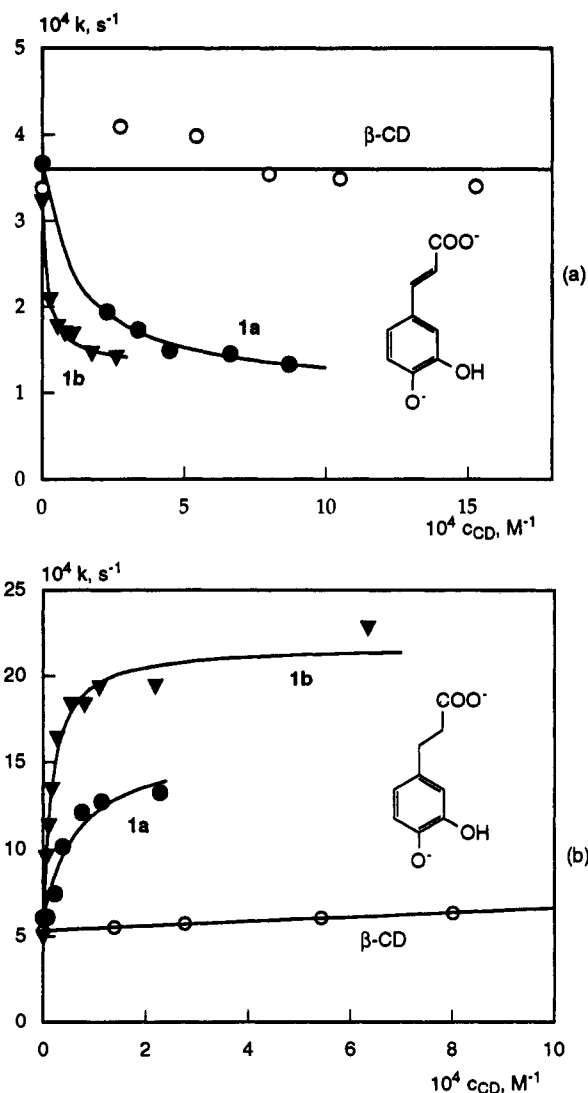 10⁴ k, s⁻¹
5
4
3
2
1
0
β-CD
1a
1b
COO⁻
OH
O⁻
(a)
0 5 10 15
10⁴ c_CD, M⁻¹
10⁴ k, s⁻¹
25
20
15
10
5
0
1b
1a
β-CD
COO⁻
OH
O⁻
(b)
0 2 4 6 8 10
10⁴ c_CD, M⁻¹